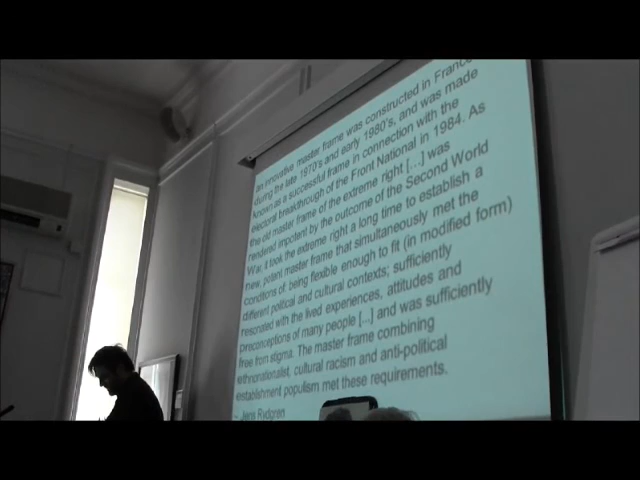 an innovative master frame was constructed in France
during the late 1970's and early 1980's, and was made
known as a successful frame in connection with the
electoral breakthrough of the Front National in 1984. As
the old master frame of the extreme right [...] was
rendered impotent by the outcome of the Second World
War, it took the extreme right a long time to establish a
new, potent master frame that simultaneously met the
conditions of: being flexible enough to fit (in modified form)
different political and cultural contexts; sufficiently
resonated with the lived experiences, attitudes and
preconceptions of many people [...] and was sufficiently
free from stigma. The master frame combining
ethnonationalist, cultural racism and anti-political
establishment populism met these requirements.
~ Jens Rydgren